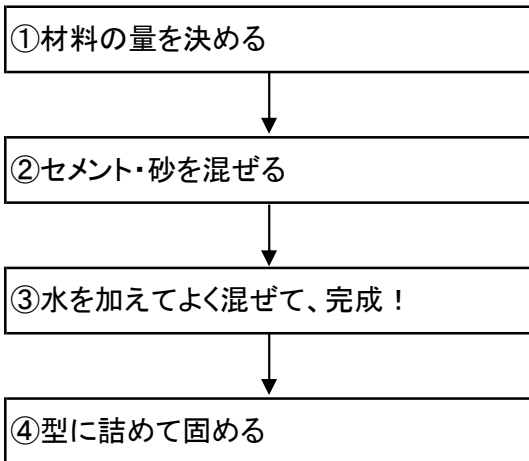 ①材料の量を決める
②セメント・砂を混ぜる
③水を加えてよく混ぜて、完成！
④型に詰めて固める